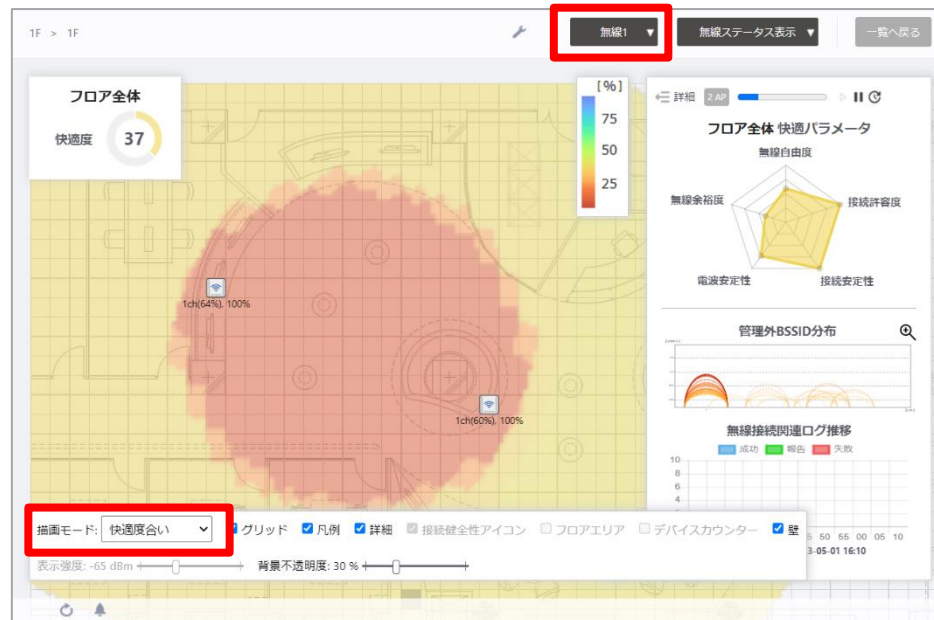 1F > 1F
無線1 ▼
無線ステータス表示 ▼
一覧へ戻る
フロア全体
快適度 37
[%]
75
50
25
詳細 2 AP
フロア全体 快適パラメータ
無線自由度
無線余裕度
接続許容度
電波安定性
接続安定性
1ch(64%), 100%
1ch(60%), 100%
管理外BSSID分布
無線接続関連ログ推移
成功 報告 失敗
10
8
6
4
描画モード: 快適度合い グリッド 凡例 詳細 接続健全性アイコン フロアエリア デバイスカウンター 壁
5 50 55 00 05 10
3-05-01 16:10
表示強度: -65 dBm 背景不透明度: 30 %